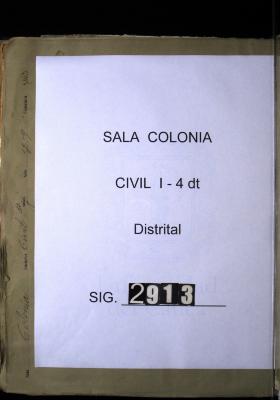 SALA COLONIA
CIVIL I - 4 dt
Distrital
SIG. 2913